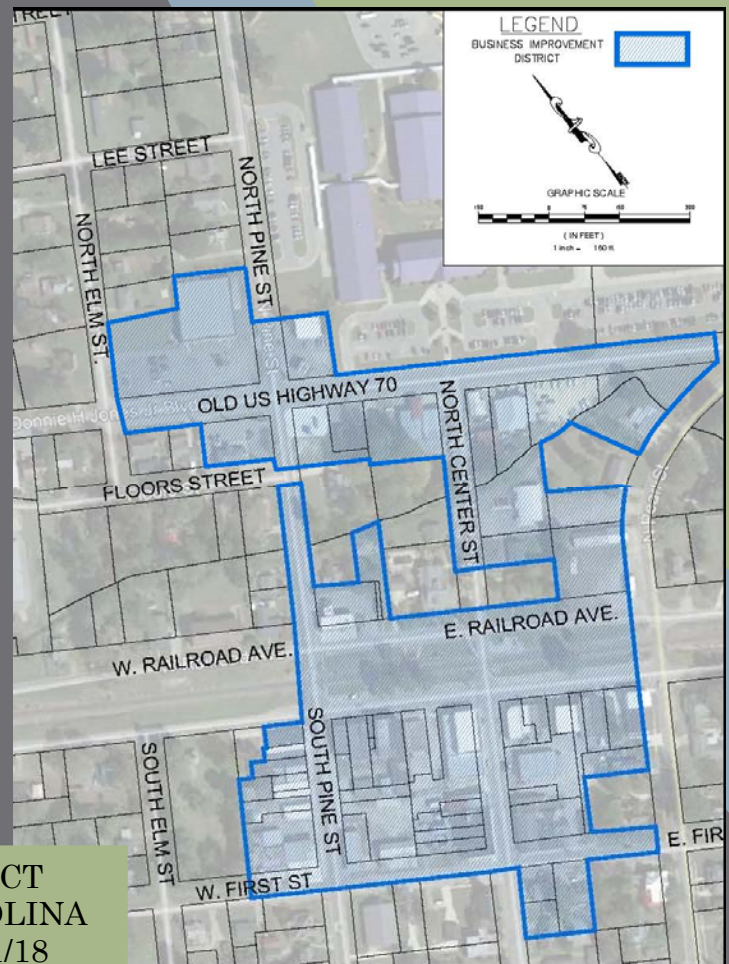 LEGEND
BUSINESS IMPROVEMENT
DISTRICT
GRAPHIC SCALE
( IN FEET )
1 inch = 160 ft.
LEE STREET
NORTH PINE ST
NORTH ELM ST.
OLD US HIGHWAY 70
NORTH CENTER ST
FLOORS STREET
E. RAILROAD AVE.
W. RAILROAD AVE.
SOUTH PINE ST
SOUTH ELM ST
E. FIR
W. FIRST ST
CT
OLINA
/18